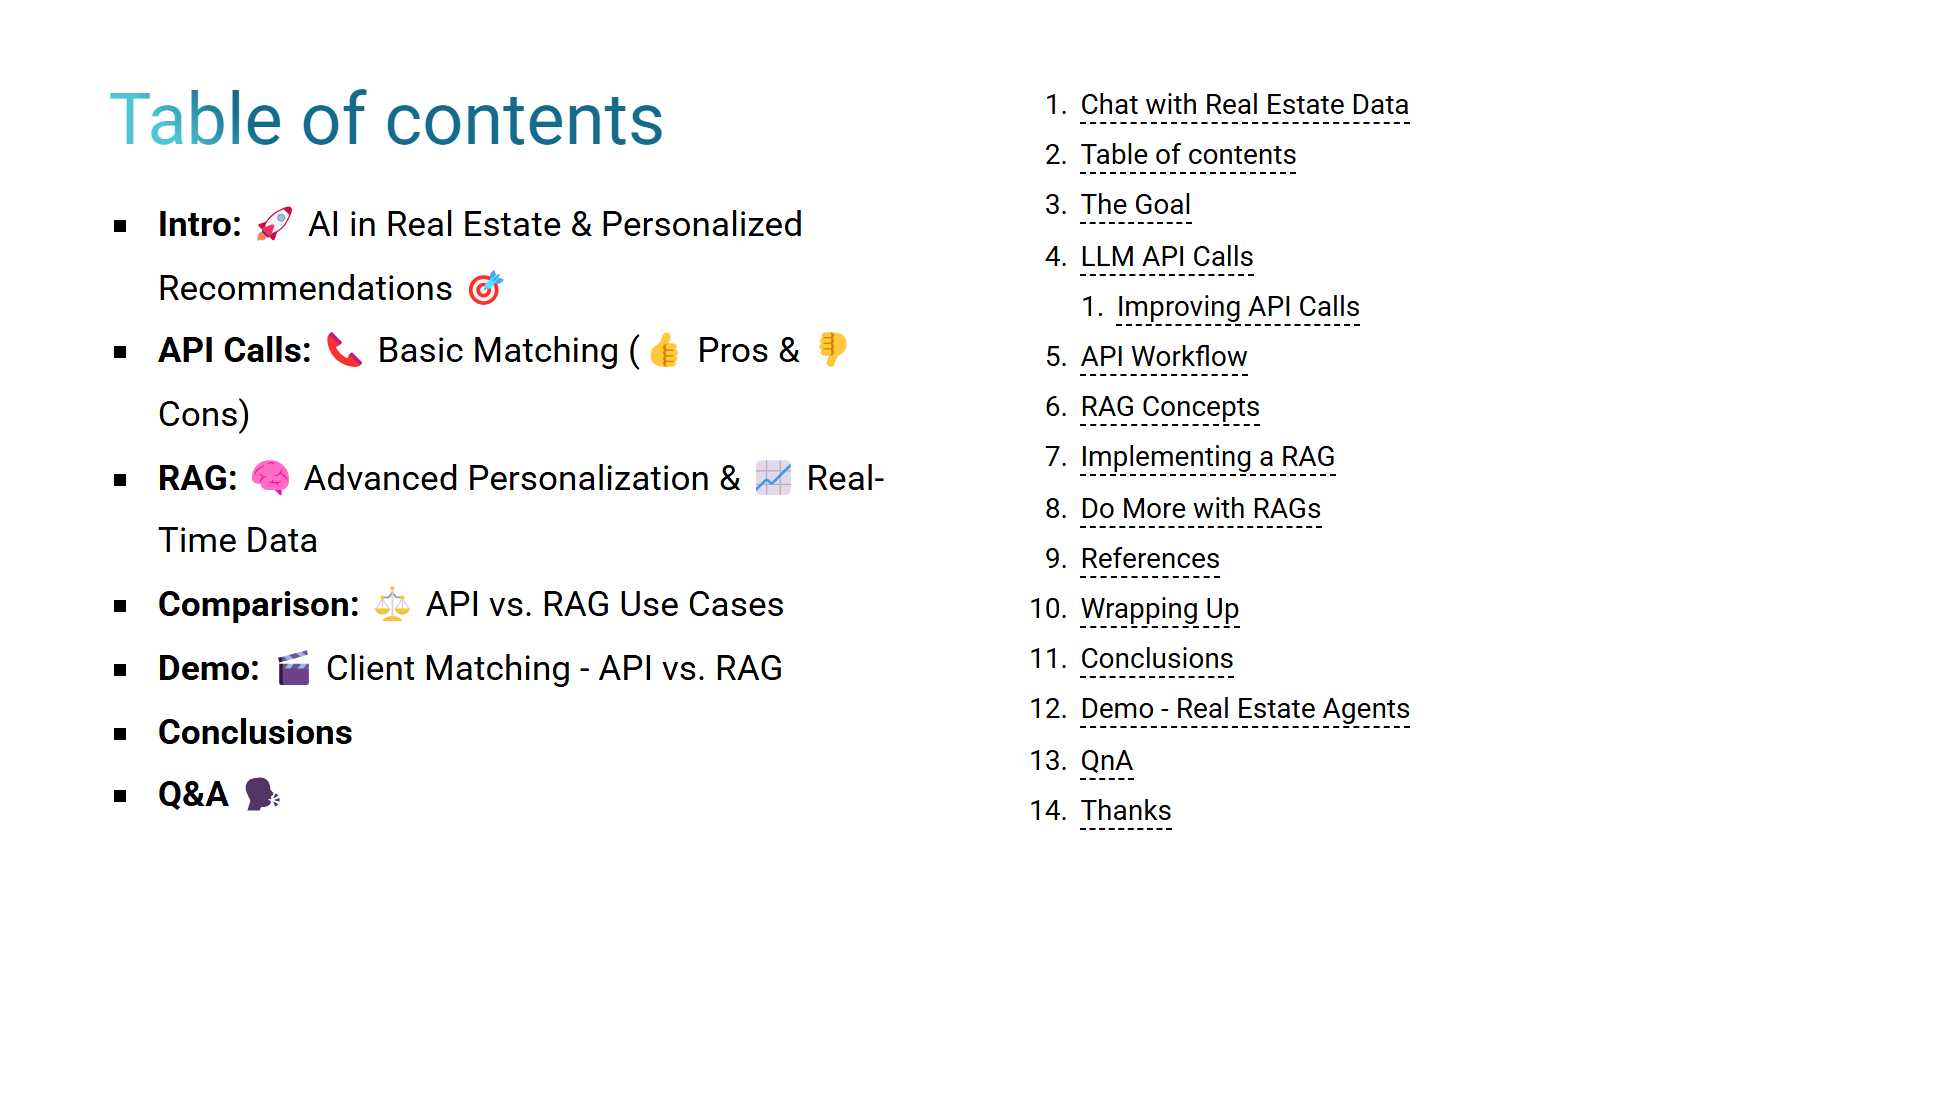 Table of contents
Intro: 🚀 AI in Real Estate & Personalized
Recommendations 🎯
API Calls: 📞 Basic Matching (👍 Pros & 👎
Cons)
RAG: 🧠 Advanced Personalization & 📈 Real-
Time Data
Comparison: ⚖️ API vs. RAG Use Cases
Demo: 🎬 Client Matching - API vs. RAG
Conclusions
Q&A 🗣️
1. Chat with Real Estate Data
2. Table of contents
3. The Goal
4. LLM API Calls
1. Improving API Calls
5. API Workflow
6. RAG Concepts
7. Implementing a RAG
8. Do More with RAGs
9. References
10. Wrapping Up
11. Conclusions
12. Demo - Real Estate Agents
13. QnA
14. Thanks